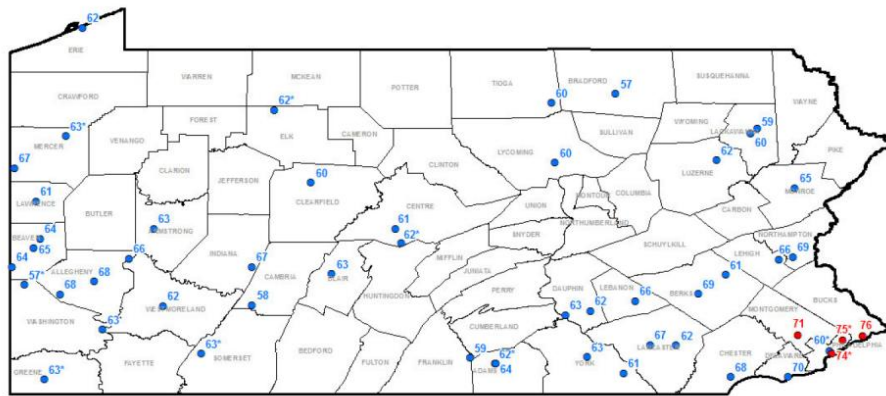 62
ERIE
WARREN
MCKEAN
POTTER
TIOGA
BRADFORD
57
SUSQUEHANNA
WAYNE
CRAWFORD
62*
60
FOREST
ELK
CAMERON
SULLIVAN
WYOMING
59
LACKAWANNA
60
63*
MERCER
VENANGO
67
CLARION
JEFFERSON
60
CLEARFIELD
CLINTON
LYCOMING
60
62
LUZERNE
PIKE
65
MONROE
61
LAWRENCE
BUTLER
63
ARMSTRONG
61
CENTRE
62*
UNION
MONTOUR
COLUMBIA
NORTHUMBERLAND
CARBON
64
BEAVER
65
SNYDER
NORTHAMPTON
69
66
LEHIGH
SCHUYLKILL
64
57*
ALLEGHENY
68
68
66
INDIANA
67
CAMBRIA
63
BLAIR
MIFFLIN
JUNIATA
HUNTINGDON
PERRY
DAUPHIN
LEBANON
66
BERKS
69
61
BUCKS
62
WESTMORELAND
58
63
62
MONTGOMERY
WASHINGTON
63*
CUMBERLAND
71
75*
76
PHILADELPHIA
60*
74*
63*
SOMERSET
BEDFORD
FULTON
FRANKLIN
59
62*
ADAMS
64
63*
YORK
61
67
LANCASTER
62
CHESTER
68
DELAWARE
70
FAYETTE
GREENE
63*